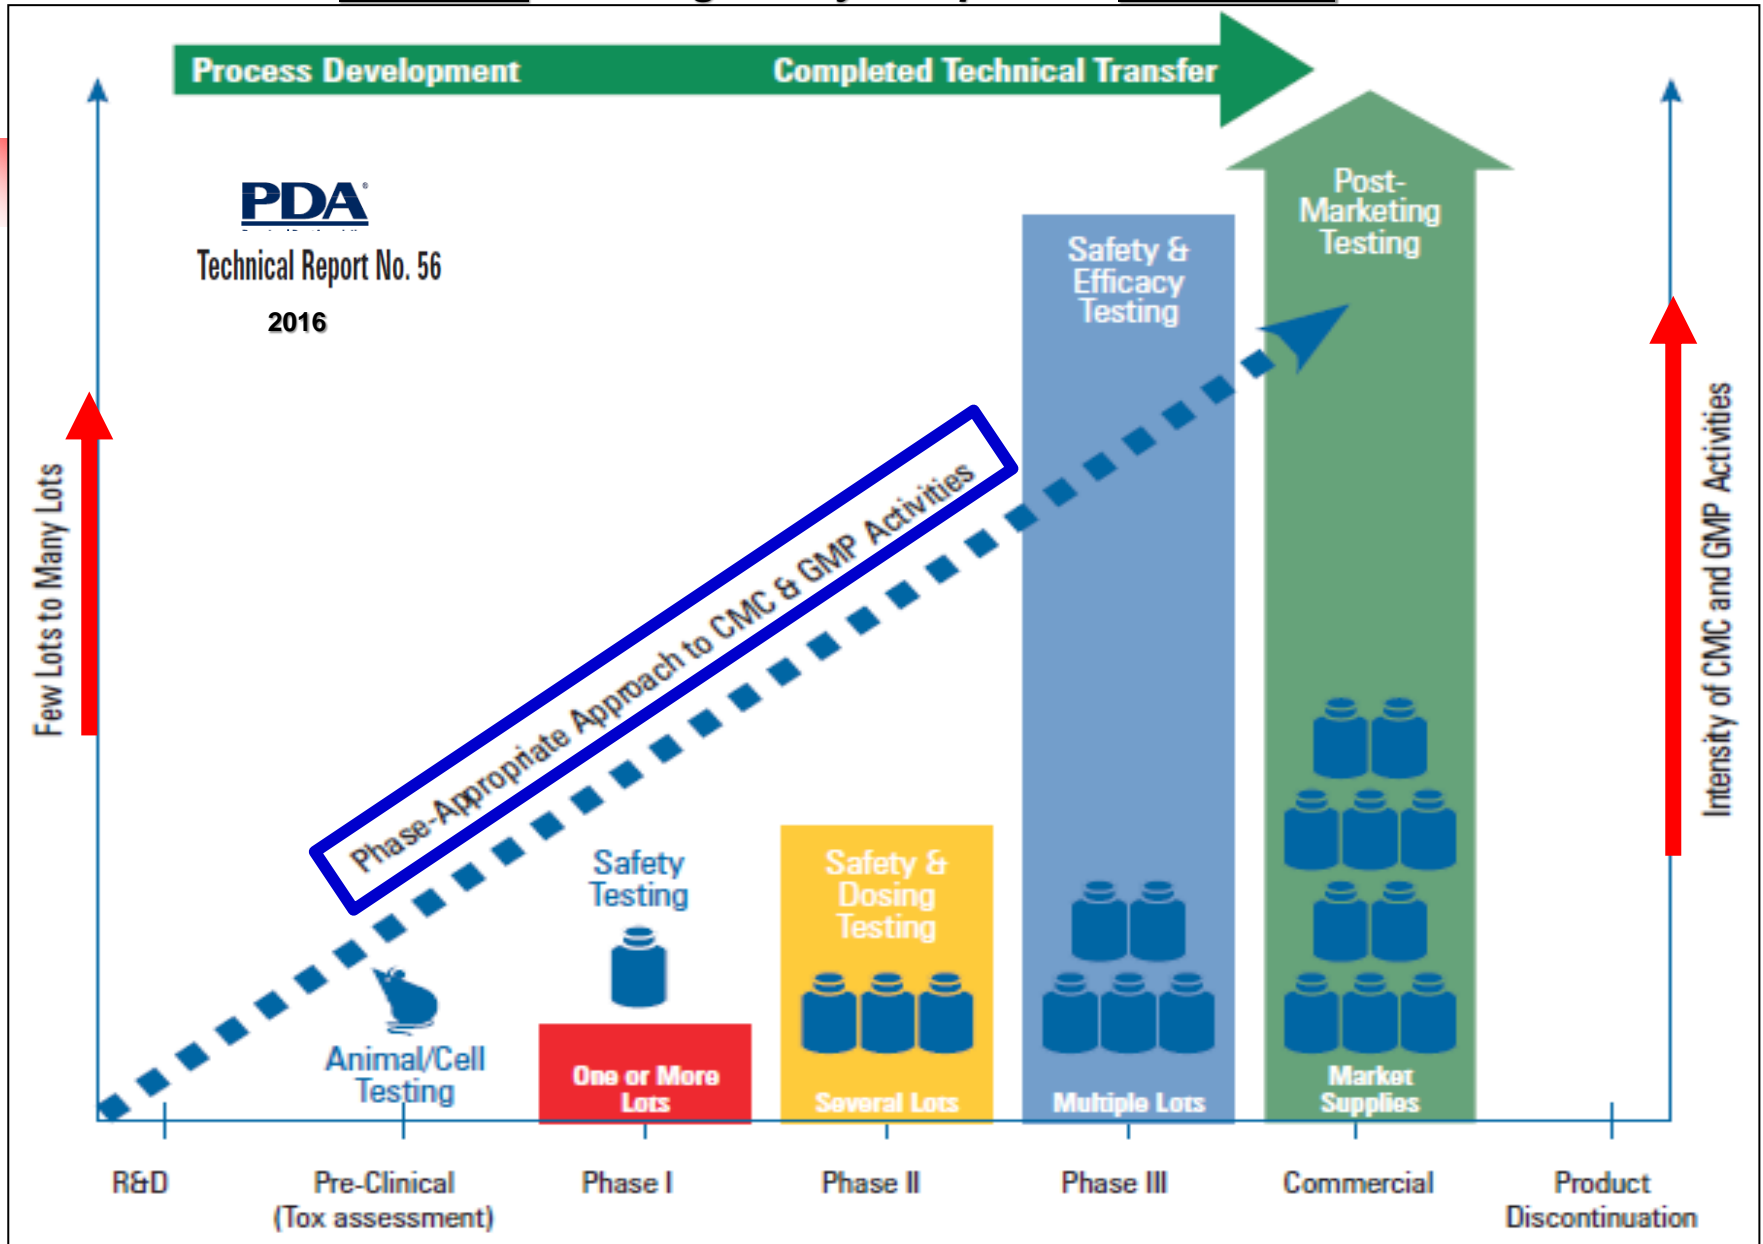 Process Development
Completed Technical Transfer
PDA®
Technical Report No. 56
2016
Few Lots to Many Lots
Phase-Appropriate Approach to CMC & GMP Activities
Animal/Cell
Testing
Safety
Testing
One or More
Lots
Safety &
Dosing
Testing
Several Lots
Safety &
Efficacy
Testing
Multiple Lots
Post-
Marketing
Testing
Market
Supplies
Intensity of CMC and GMP Activities
R&D
Pre-Clinical
(Tox assessment)
Phase I
Phase II
Phase III
Commercial
Product
Discontinuation